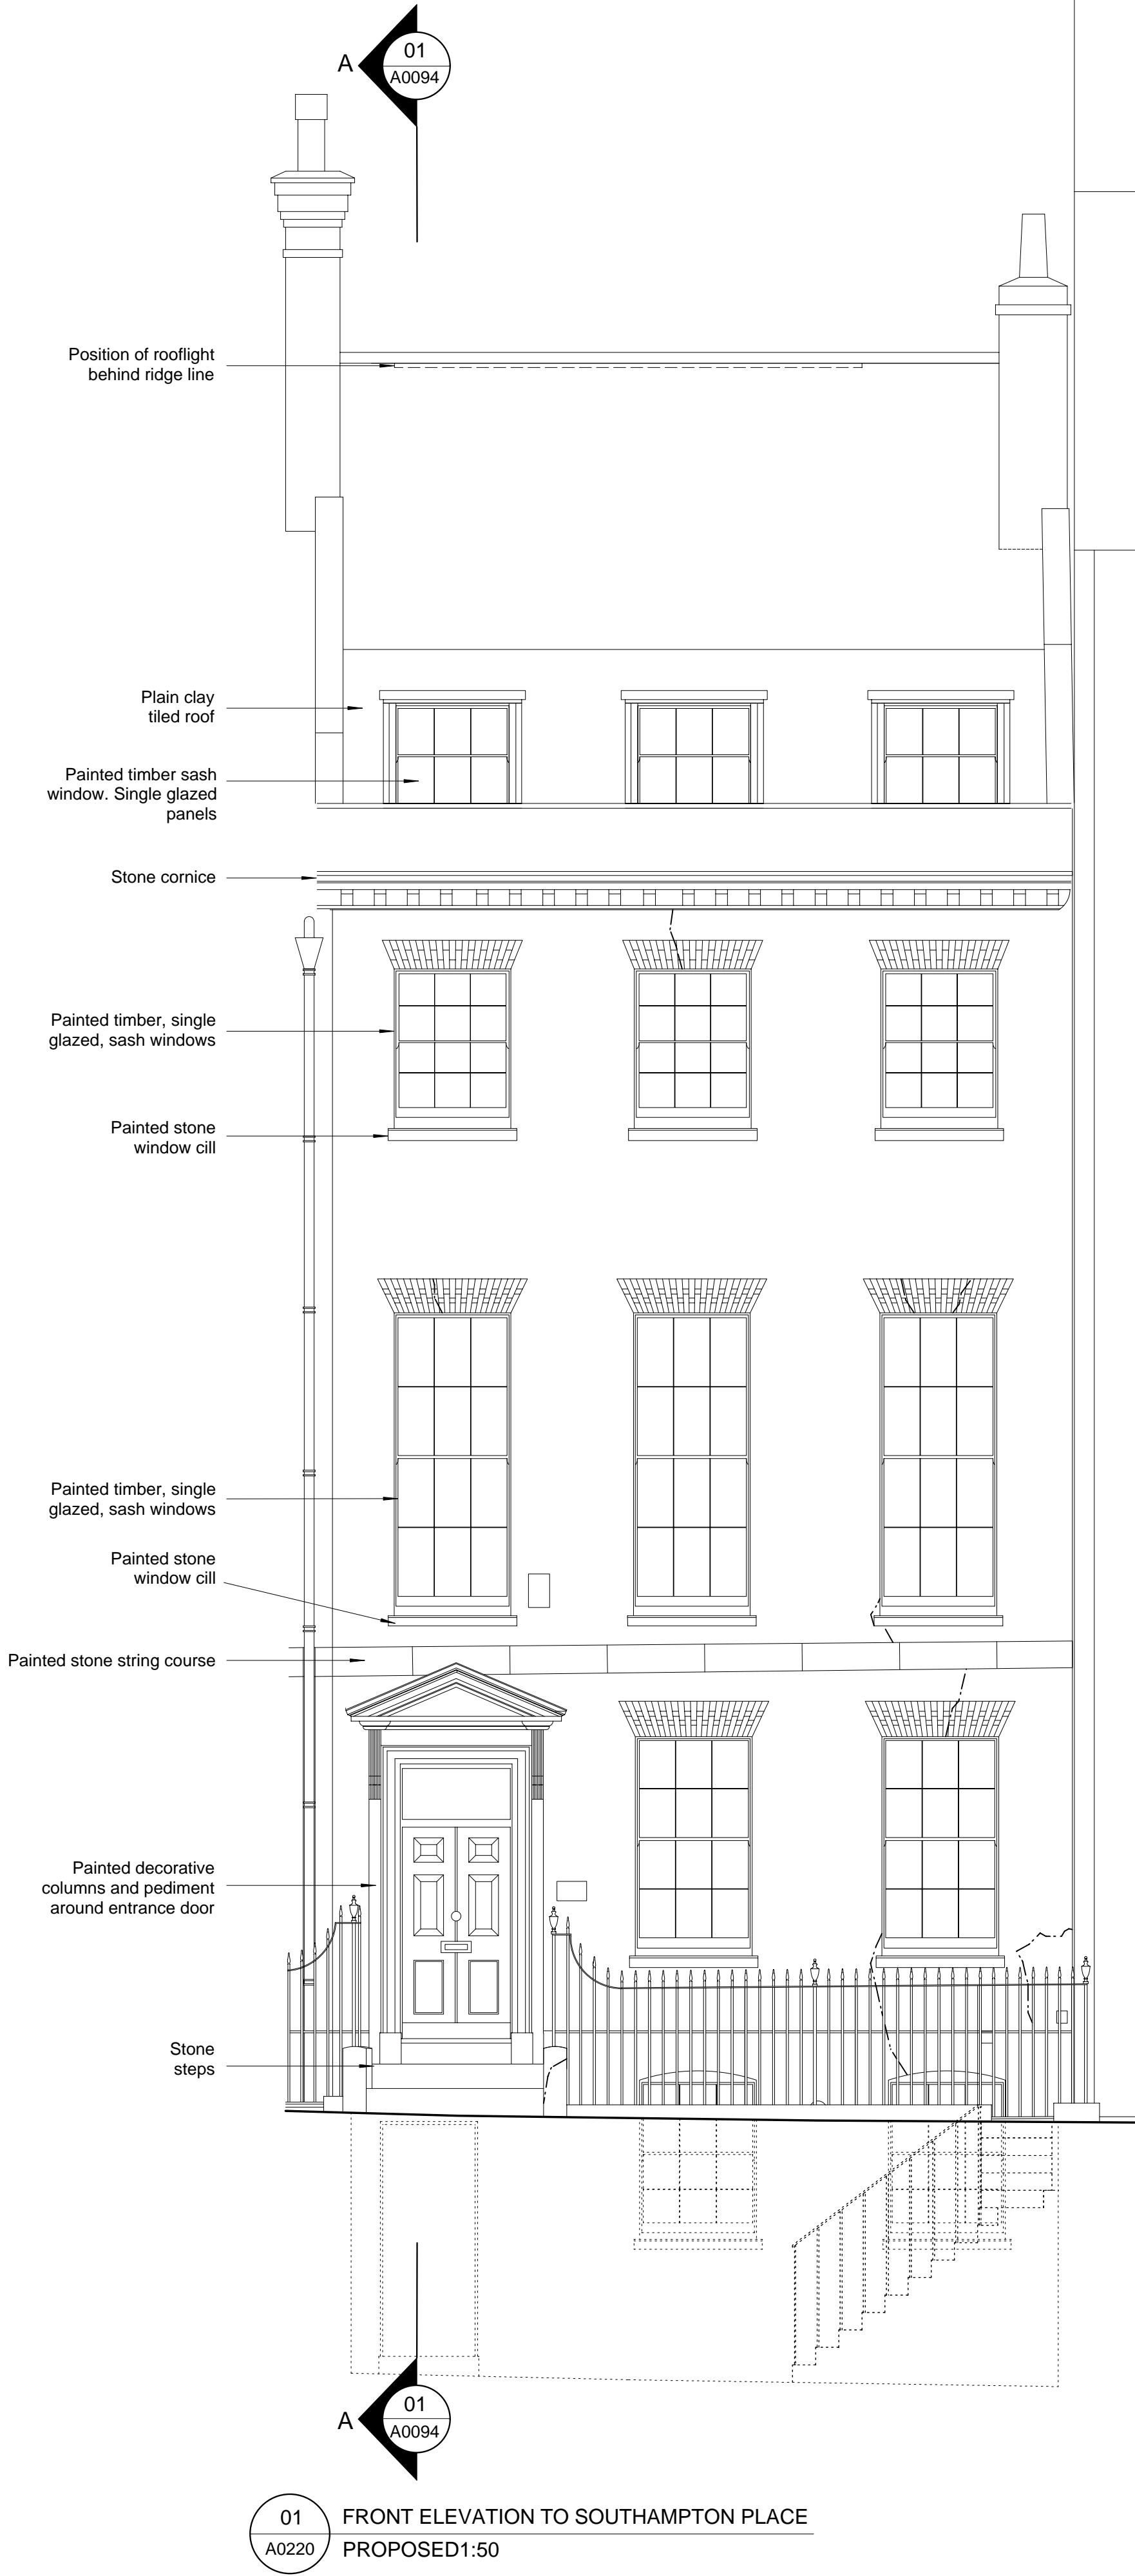 A
01
A0094
Position of rooflight
behind ridge line
Plain clay
tiled roof
Painted timber sash
window. Single glazed
panels
Stone cornice
Painted timber, single
glazed, sash windows
Painted stone
window cill
Painted timber, single
glazed, sash windows
Painted stone
window cill
Painted stone string course
Painted decorative
columns and pediment
around entrance door
Stone
steps
A
01
A0094
01
A0220
FRONT ELEVATION TO SOUTHAMPTON PLACE
PROPOSED1:50